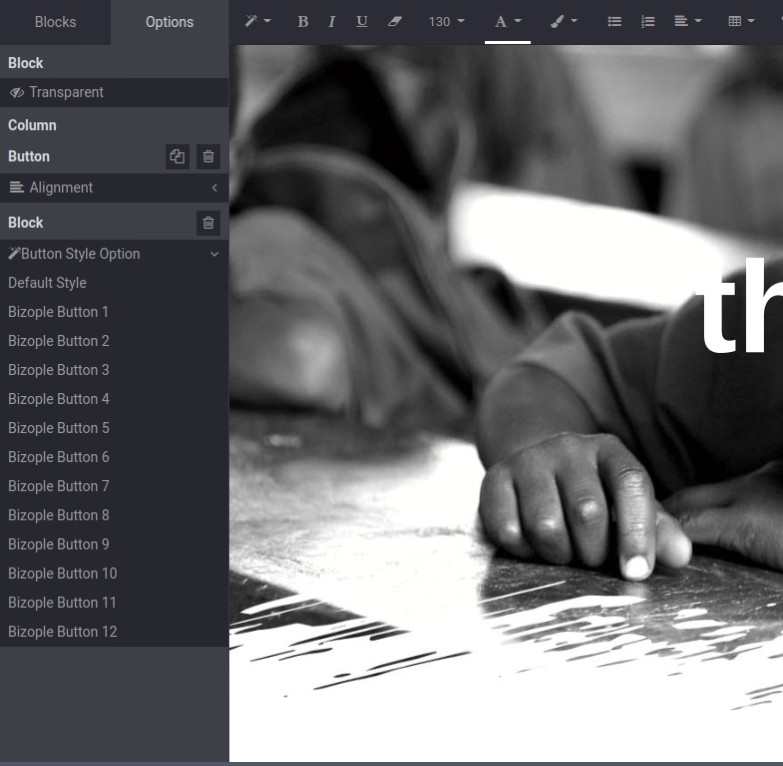 Blocks Options B I U 130 A
Block
Transparent
Column
Button
Alignment
Block
Button Style Option
Default Style
Bizople Button 1
Bizople Button 2
Bizople Button 3
Bizople Button 4
Bizople Button 5
Bizople Button 6
Bizople Button 7
Bizople Button 8
Bizople Button 9
Bizople Button 10
Bizople Button 11
Bizople Button 12
th